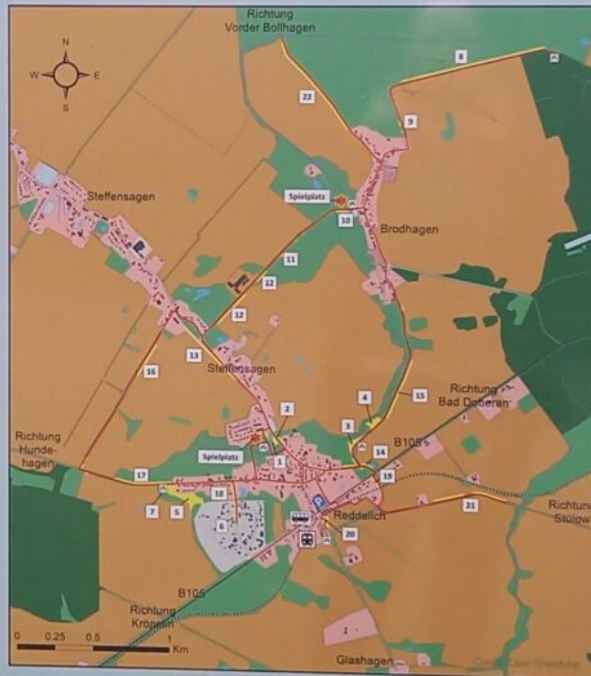 Richtung
Vorder Bollhagen
N
W
E
S
8
22
9
Steffensagen
Spielplatz
10
Brodhagen
11
12
12
13
Steffensagen
16
Richtung
Bad Doberan
4
15
3
2
B105
Richtung
Hunde-
hagen
Spielplatz
1
14
17
18
19
7
5
6
Reddelich
21
Richtung
Stülow
20
B105
Richtung
Kröpelin
0
0.25
0.5
1
Km
Glashagen